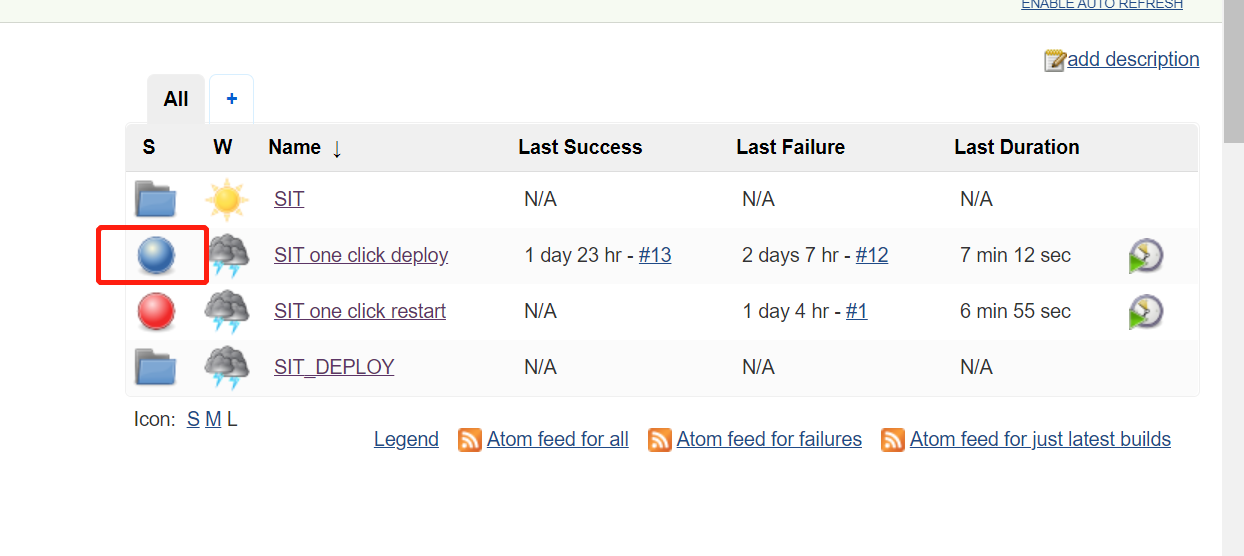 ENABLE AUTO REFRESH
add description
All +
S W Name ↓ Last Success Last Failure Last Duration
SIT N/A N/A N/A
SIT one click deploy 1 day 23 hr - #13 2 days 7 hr - #12 7 min 12 sec
SIT one click restart N/A 1 day 4 hr - #1 6 min 55 sec
SIT_DEPLOY N/A N/A N/A
Icon: S M L
Legend Atom feed for all Atom feed for failures Atom feed for just latest builds